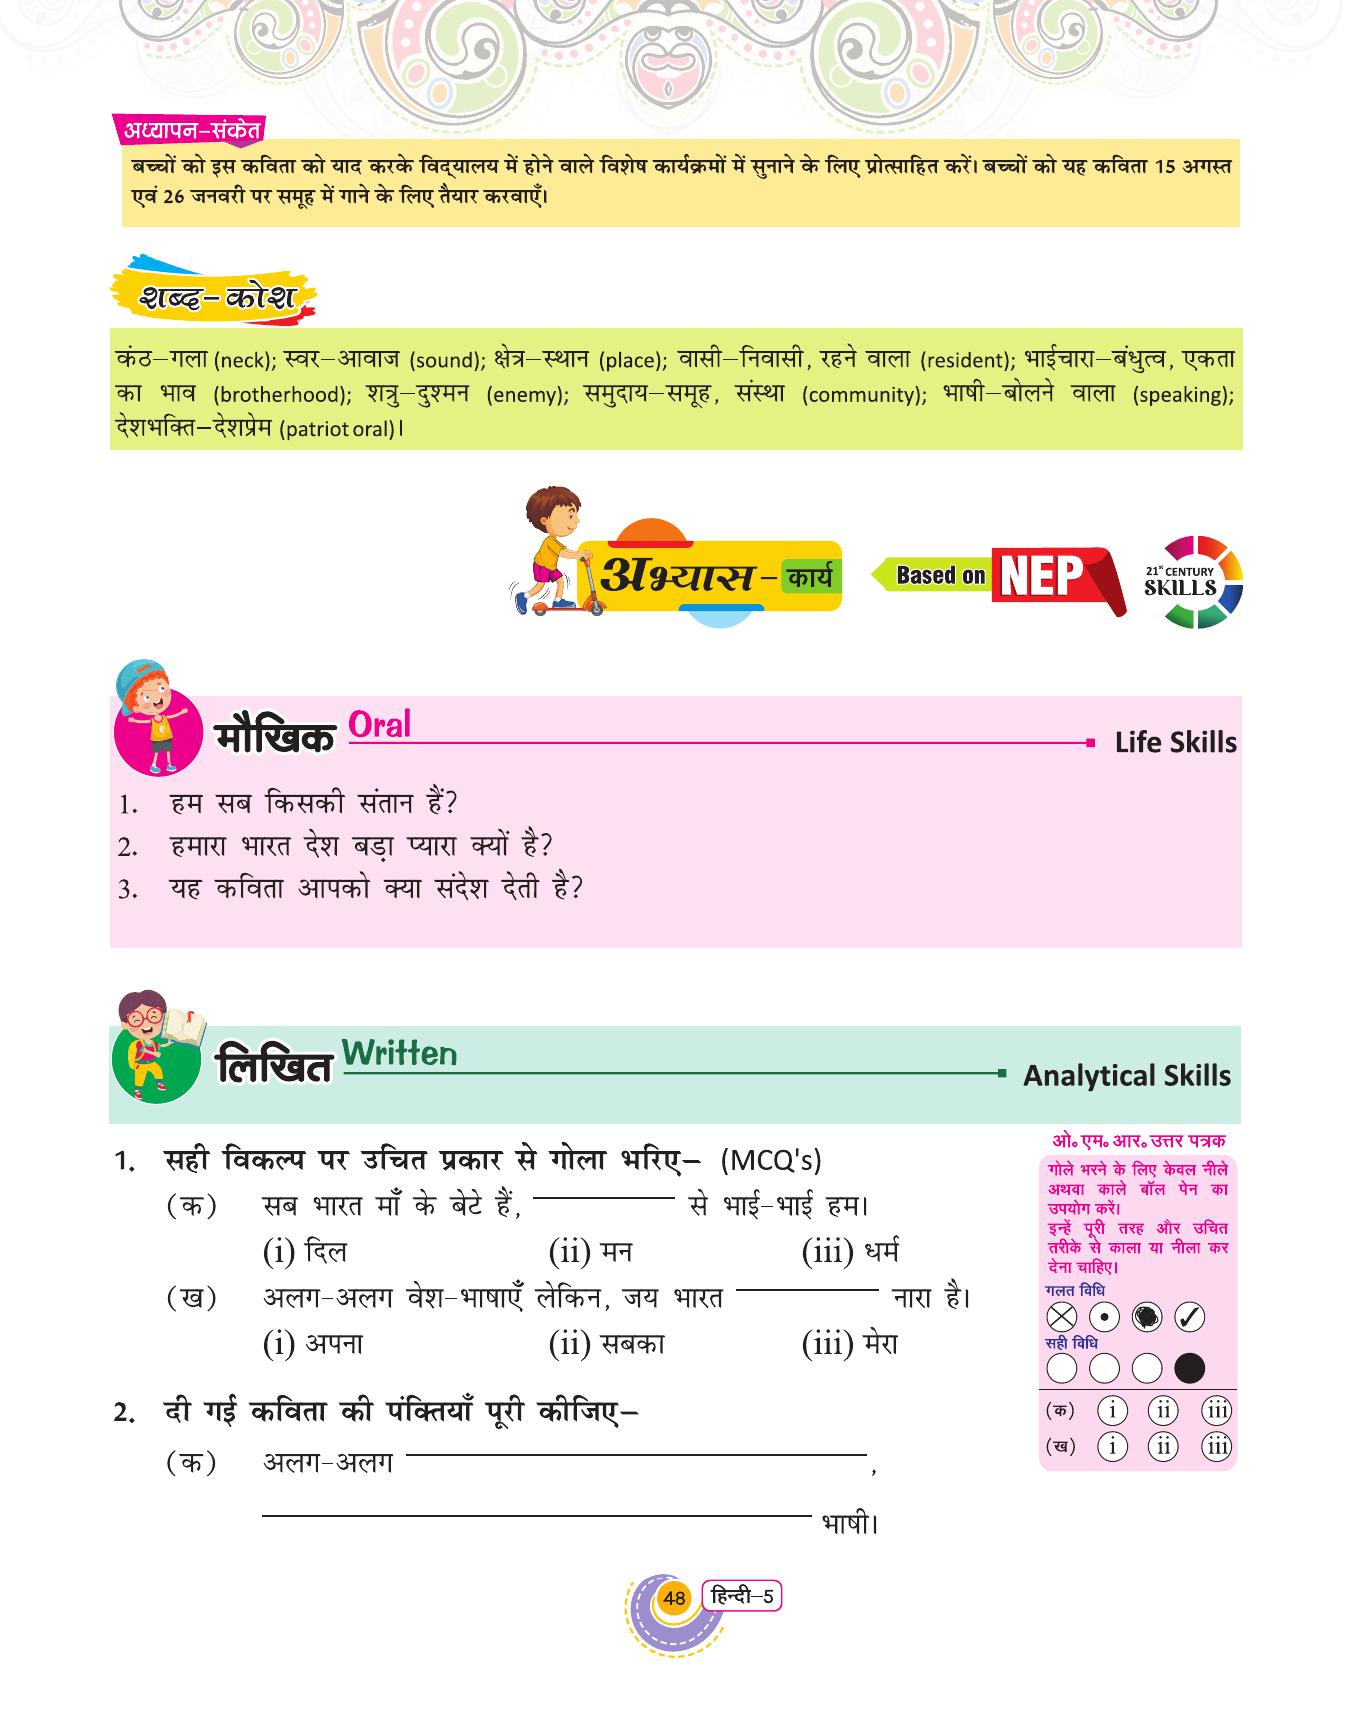 अध्यापन–संकेत
बच्चों को इस कविता को याद करके विद्‌यालय में होने वाले विशेष कार्यक्रमों में सुनाने के लिए प्रोत्साहित करें। बच्चों को यह कविता 15 अगस्त
एवं 26 जनवरी पर समूह में गाने के लिए तैयार करवाएँ।
शब्द–कोश
कंठ–गला (neck); स्वर–आवाज (sound); क्षेत्र–स्थान (place); वासी–निवासी, रहने वाला (resident); भाईचारा–बंधुत्व, एकता
का भाव (brotherhood); शत्रु–दुश्मन (enemy); समुदाय–समूह, संस्था (community); भाषी–बोलने वाला (speaking);
देशभक्ति–देशप्रेम (patriot oral)।
अभ्यास – कार्य
Based on NEP
21st CENTURY
SKILLS
मौखिक Oral
Life Skills
1. हम सब किसकी संतान हैं?
2. हमारा भारत देश बड़ा प्यारा क्यों है?
3. यह कविता आपको क्या संदेश देती है?
लिखित Written
Analytical Skills
1. सही विकल्प पर उचित प्रकार से गोला भरिए– (MCQ's)
(क) सब भारत माँ के बेटे हैं, __________ से भाई-भाई हम।
(i) दिल (ii) मन (iii) धर्म
(ख) अलग-अलग वेश-भाषाएँ लेकिन, जय भारत __________ नारा है।
(i) अपना (ii) सबका (iii) मेरा
2. दी गई कविता की पंक्तियाँ पूरी कीजिए–
(क) अलग-अलग ______________________________,
______________________________ भाषी।
ओ॰ एम॰ आर॰ उत्तर पत्रक
गोले भरने के लिए केवल नीले
अथवा काले बॉल पेन का
उपयोग करें।
इन्हें पूरी तरह और उचित
तरीके से काला या नीला कर
देना चाहिए।
गलत विधि
सही विधि
(क) i ii iii
(ख) i ii iii
48 हिन्दी–5